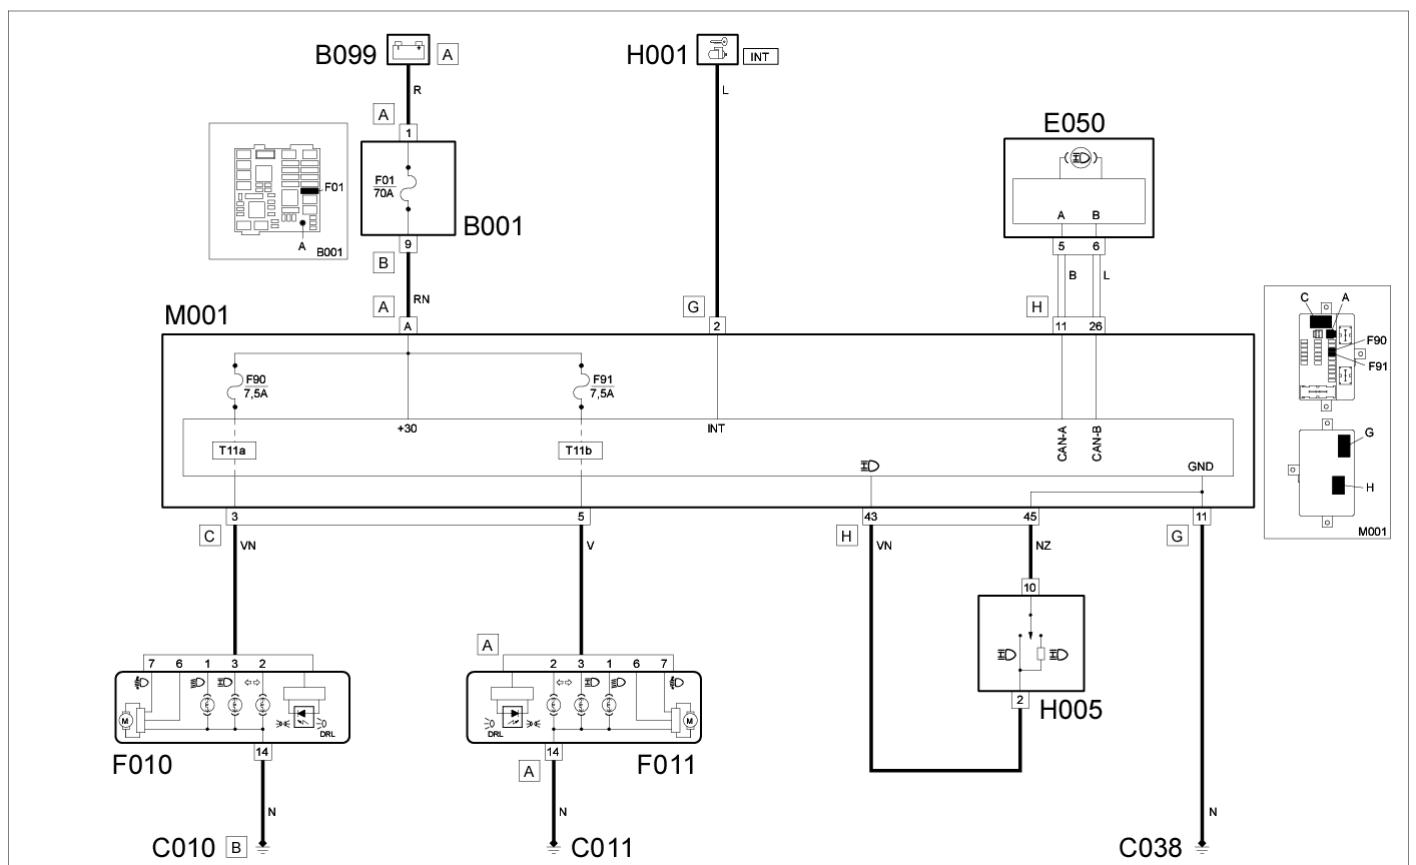 B099 A H001 INT
R L
A
1 E050
F01
70A
F01
A B001
B001
A B
9 5 6
B B L
RN
A G H
M001 C A
A 2 11 26
F90
F91
F90
7,5A
F91
7,5A
+30 INT CAN-A CAN-B
T11a T11b G
GND
H
3 5 43 45 11
C H G M001
VN V VN NZ
10
A
7 6 1 3 2 2 3 1 6 7
M DRL DRL M
2
H005
14 14
F010 F011
A
N N N
C010 B C011 C038